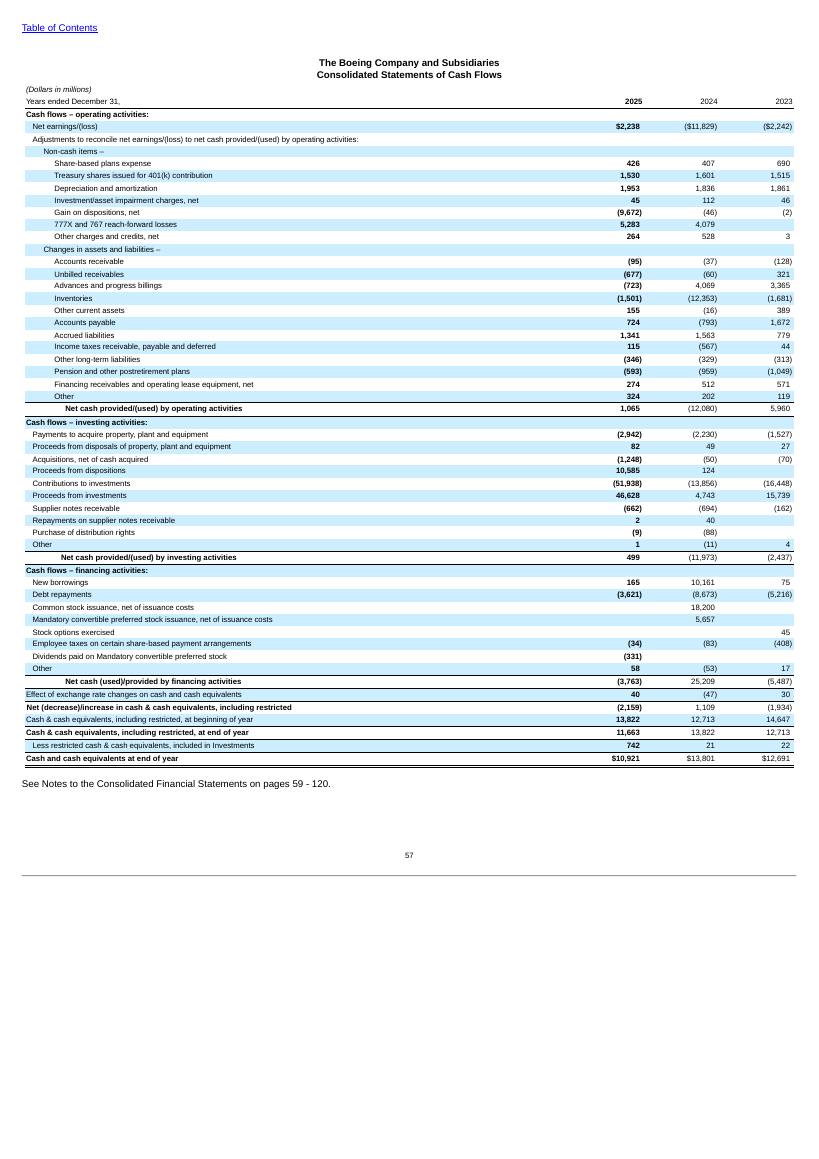 Table of Contents
The Boeing Company and Subsidiaries
Consolidated Statements of Cash Flows
(Dollars in millions)
Years ended December 31, 2025 2024 2023
Cash flows – operating activities:
Net earnings/(loss) $2,238 ($11,829) ($2,242)
Adjustments to reconcile net earnings/(loss) to net cash provided/(used) by operating activities:
Non-cash items –
Share-based plans expense 426 407 690
Treasury shares issued for 401(k) contribution 1,530 1,601 1,515
Depreciation and amortization 1,953 1,836 1,861
Investment/asset impairment charges, net 45 112 46
Gain on dispositions, net (9,672) (46) (2)
777X and 767 reach-forward losses 5,283 4,079
Other charges and credits, net 264 528 3
Changes in assets and liabilities –
Accounts receivable (95) (37) (128)
Unbilled receivables (677) (60) 321
Advances and progress billings (723) 4,069 3,365
Inventories (1,501) (12,353) (1,681)
Other current assets 155 (16) 389
Accounts payable 724 (793) 1,672
Accrued liabilities 1,341 1,563 779
Income taxes receivable, payable and deferred 115 (567) 44
Other long-term liabilities (346) (329) (313)
Pension and other postretirement plans (593) (959) (1,049)
Financing receivables and operating lease equipment, net 274 512 571
Other 324 202 119
Net cash provided/(used) by operating activities 1,065 (12,080) 5,960
Cash flows – investing activities:
Payments to acquire property, plant and equipment (2,942) (2,230) (1,527)
Proceeds from disposals of property, plant and equipment 82 49 27
Acquisitions, net of cash acquired (1,248) (50) (70)
Proceeds from dispositions 10,585 124
Contributions to investments (51,938) (13,856) (16,448)
Proceeds from investments 46,628 4,743 15,739
Supplier notes receivable (662) (694) (162)
Repayments on supplier notes receivable 2 40
Purchase of distribution rights (9) (88)
Other 1 (11) 4
Net cash provided/(used) by investing activities 499 (11,973) (2,437)
Cash flows – financing activities:
New borrowings 165 10,161 75
Debt repayments (3,621) (8,673) (5,216)
Common stock issuance, net of issuance costs 18,200
Mandatory convertible preferred stock issuance, net of issuance costs 5,657
Stock options exercised 45
Employee taxes on certain share-based payment arrangements (34) (83) (408)
Dividends paid on Mandatory convertible preferred stock (331)
Other 58 (53) 17
Net cash (used)/provided by financing activities (3,763) 25,209 (5,487)
Effect of exchange rate changes on cash and cash equivalents 40 (47) 30
Net (decrease)/increase in cash & cash equivalents, including restricted (2,159) 1,109 (1,934)
Cash & cash equivalents, including restricted, at beginning of year 13,822 12,713 14,647
Cash & cash equivalents, including restricted, at end of year 11,663 13,822 12,713
Less restricted cash & cash equivalents, included in Investments 742 21 22
Cash and cash equivalents at end of year $10,921 $13,801 $12,691
See Notes to the Consolidated Financial Statements on pages 59 - 120.
57